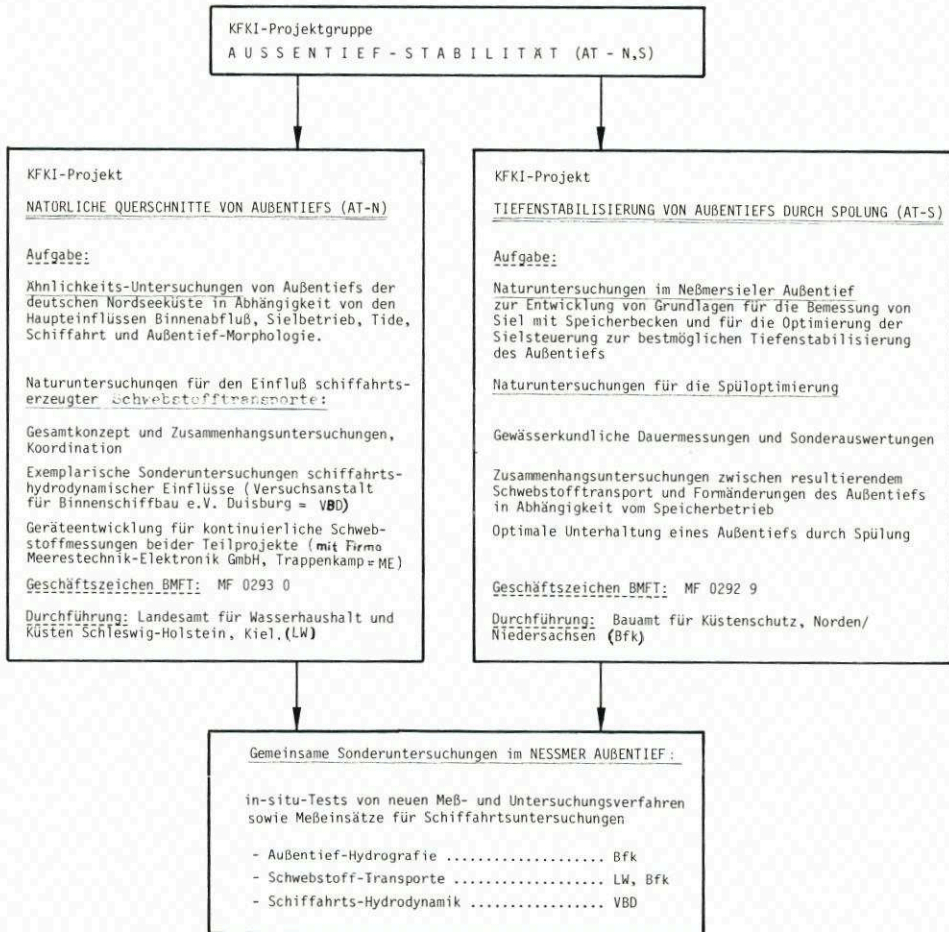 KFKI-Projektgruppe
AUSSENTIEF-STABILITÄT (AT - N,S)
KFKI-Projekt
NATÜRLICHE QUERSCHNITTE VON AUßENTIEFS (AT-N)
Aufgabe:
Ähnlichkeits-Untersuchungen von Außentiefs der
deutschen Nordseeküste in Abhängigkeit von den
Haupteinflüssen Binnenabfluß, Sielbetrieb, Tide,
Schiffahrt und Außentief-Morphologie.
Naturuntersuchungen für den Einfluß schiffahrts-
erzeugter Schwebstofftransporte:
Gesamtkonzept und Zusammenhangsuntersuchungen,
Koordination
Exemplarische Sonderuntersuchungen schiffahrts-
hydrodynamischer Einflüsse (Versuchsanstalt
für Binnenschiffbau e.V. Duisburg = VBD)
Geräteentwicklung für kontinuierliche Schweb-
stoffmessungen beider Teilprojekte (mit Firma
Meerestechnik-Elektronik GmbH, Trappenkamp = ME)
Geschäftszeichen BMFT: MF 0293 0
Durchführung: Landesamt für Wasserhaushalt und
Küsten Schleswig-Holstein, Kiel. (LW)
KFKI-Projekt
TIEFENSTABILISIERUNG VON AUßENTIEFS DURCH SPÜLUNG (AT-S)
Aufgabe:
Naturuntersuchungen im Neßmersieler Außentief
zur Entwicklung von Grundlagen für die Bemessung von
Siel mit Speicherbecken und für die Optimierung der
Sielsteuerung zur bestmöglichen Tiefenstabilisierung
des Außentiefs
Naturuntersuchungen für die Spüloptimierung
Gewässerkundliche Dauermessungen und Sonderauswertungen
Zusammenhangsuntersuchungen zwischen resultierendem
Schwebstofftransport und Formänderungen des Außentiefs
in Abhängigkeit vom Speicherbetrieb
Optimale Unterhaltung eines Außentiefs durch Spülung
Geschäftszeichen BMFT: MF 0292 9
Durchführung: Bauamt für Küstenschutz, Norden/
Niedersachsen (Bfk)
Gemeinsame Sonderuntersuchungen im NESSMER AUßENTIEF:
in-situ-Tests von neuen Meß- und Untersuchungsverfahren
sowie Meßeinsätze für Schiffahrtsuntersuchungen
- Außentief-Hydrografie .................... Bfk
- Schwebstoff-Transporte ................... LW, Bfk
- Schiffahrts-Hydrodynamik ................. VBD